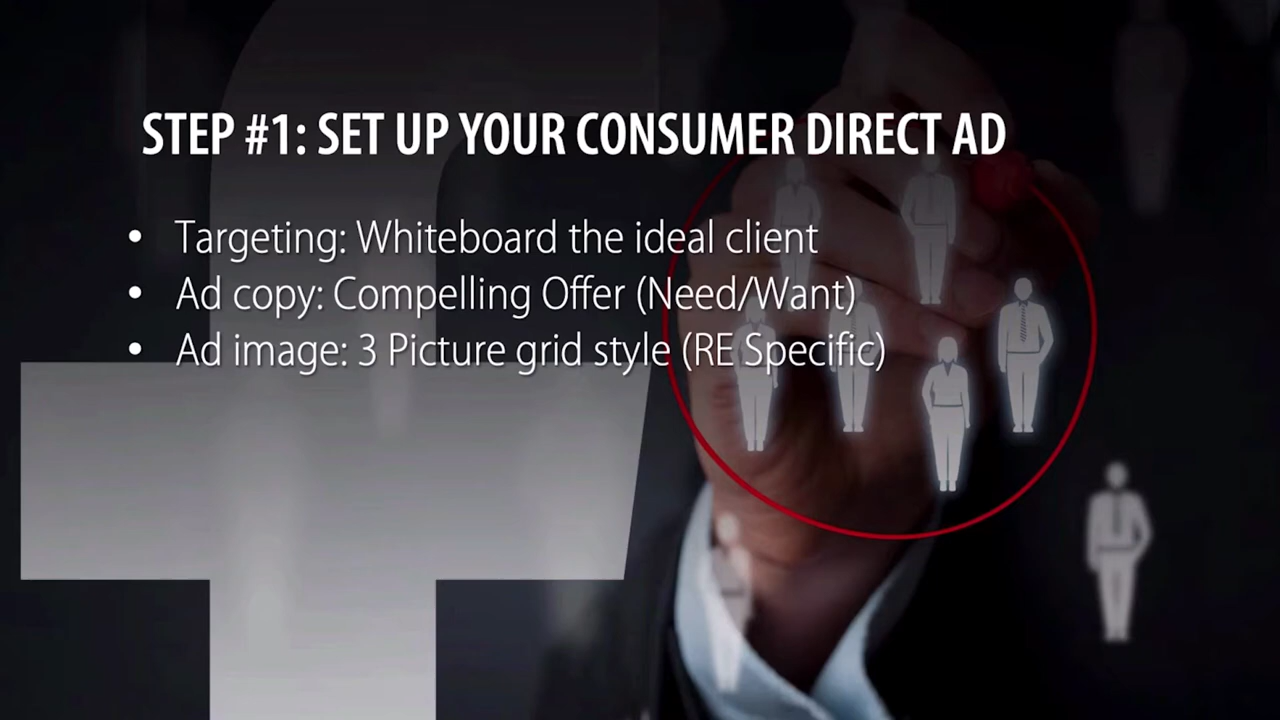 STEP #1: SET UP YOUR CONSUMER DIRECT AD
• Targeting: Whiteboard the ideal client
• Ad copy: Compelling Offer (Need/Want)
• Ad image: 3 Picture grid style (RE Specific)